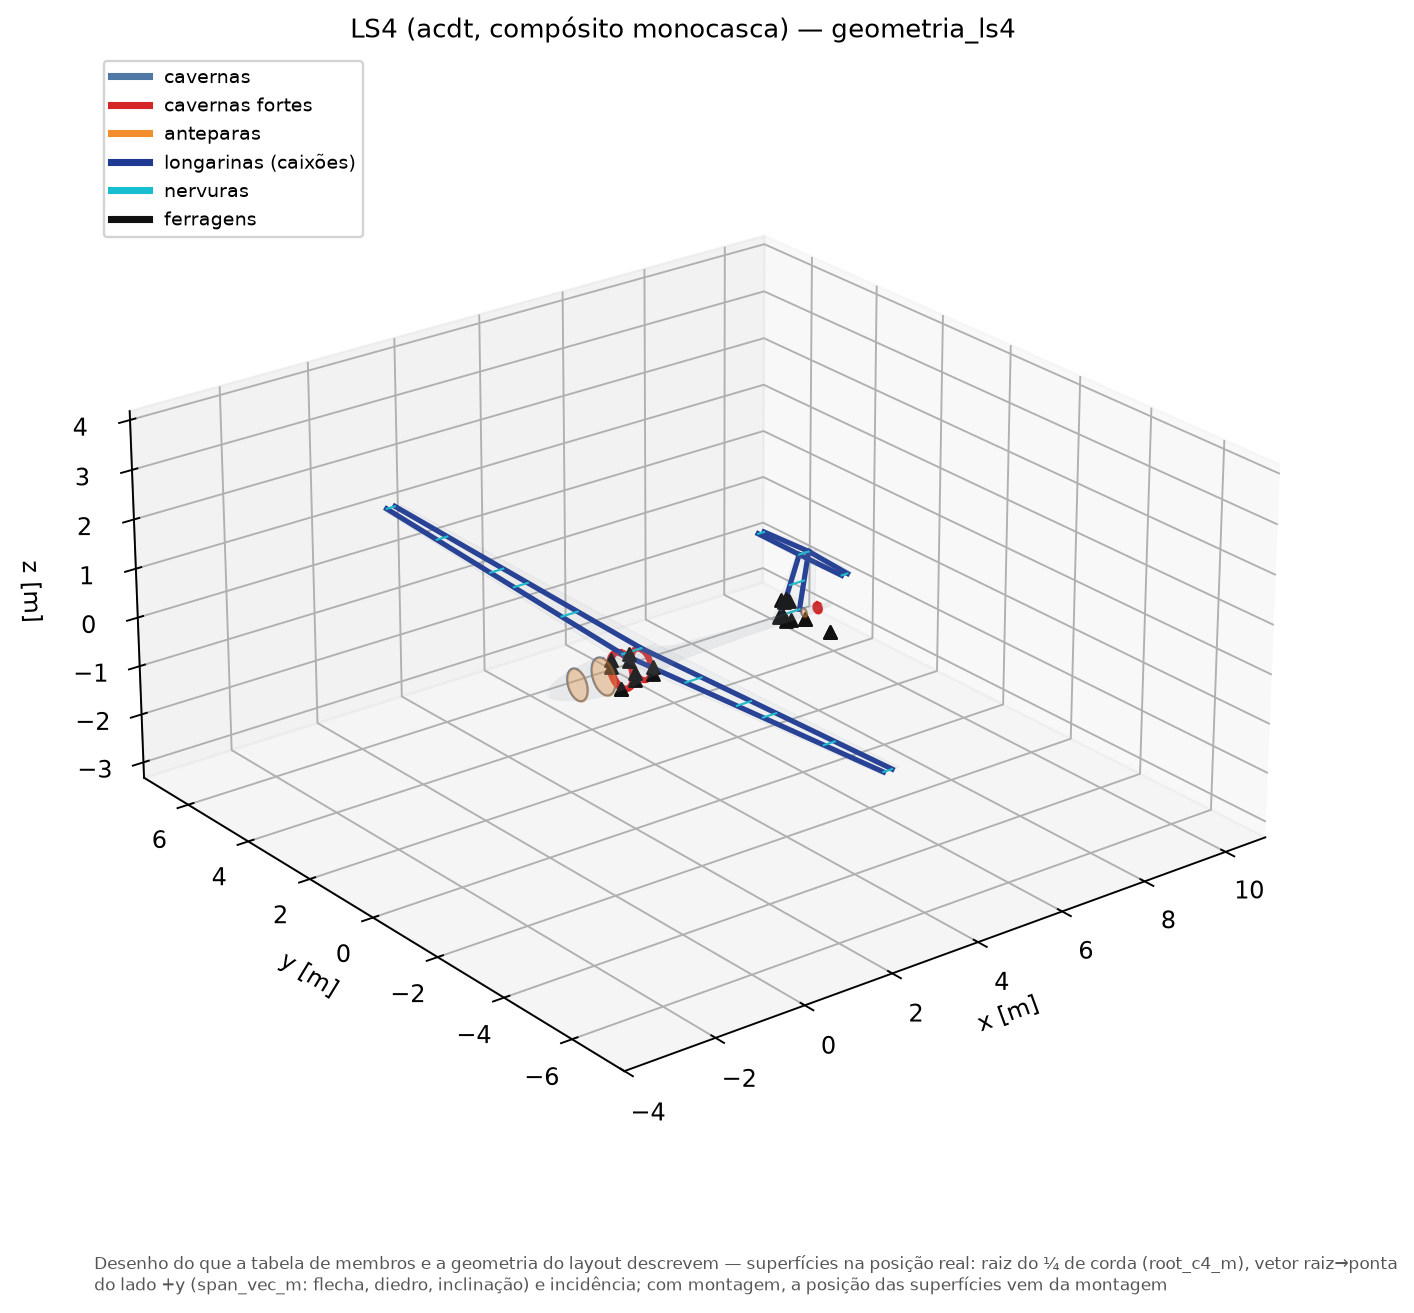 LS4 (acdt, compósito monocasca) — geometria_ls4
cavernas
cavernas fortes
anteparas
longarinas (caixões)
nervuras
ferragens
4
3
2
1
0
−1
−2
−3
z [m]
6
4
2
0
−2
−4
−6
y [m]
−4
−2
0
2
4
6
8
10
x [m]
Desenho do que a tabela de membros e a geometria do layout descrevem — superfícies na posição real: raiz do ¼ de corda (root_c4_m), vetor raiz→ponta
do lado +y (span_vec_m: flecha, diedro, inclinação) e incidência; com montagem, a posição das superfícies vem da montagem